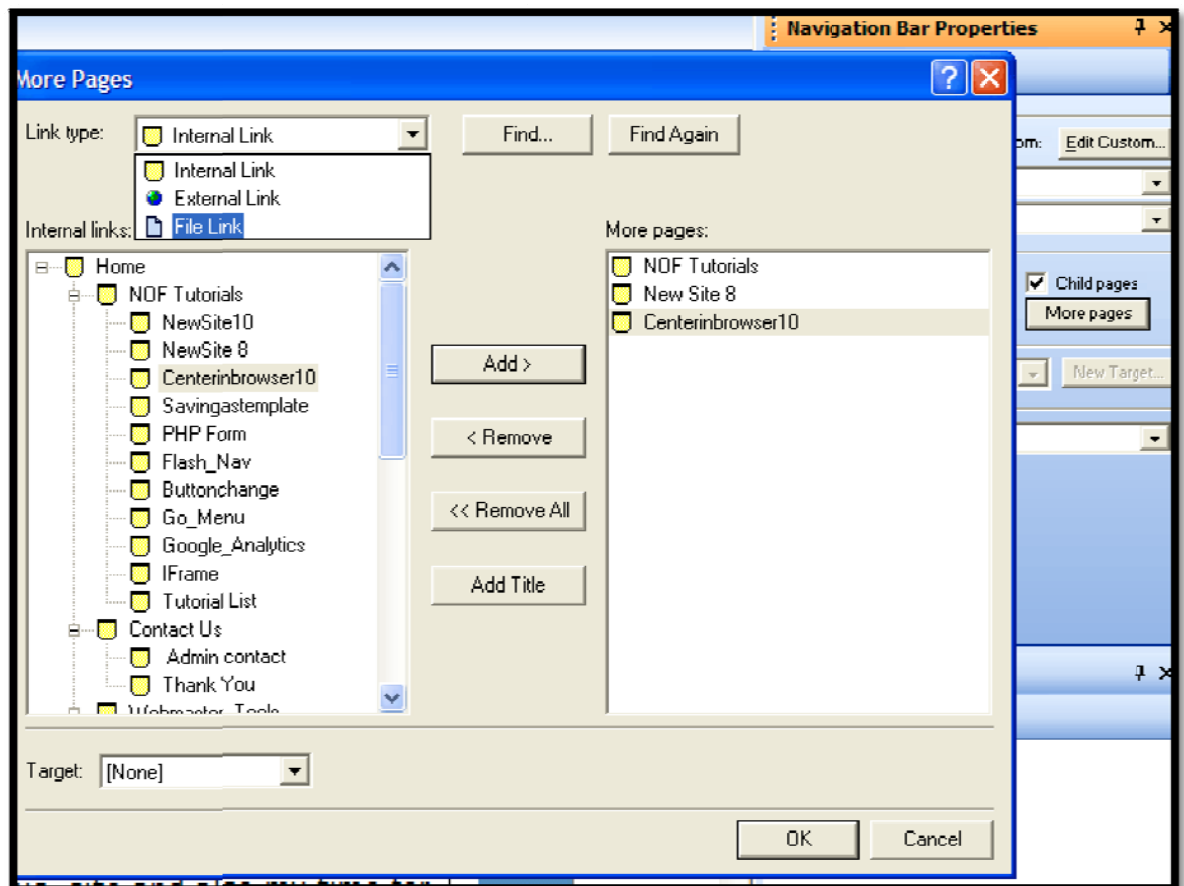 Navigation Bar Properties
More Pages
Link type:
Internal Link
Find...
Find Again
Edit Custom...
Internal Link
External Link
File Link
Internal links:
More pages:
Home
NOF Tutorials
NewSite10
NewSite 8
Centerinbrowser10
Savingastemplate
PHP Form
Flash_Nav
Buttonchange
Go_Menu
Google_Analytics
IFrame
Tutorial List
Contact Us
Admin contact
Thank You
Webmaster_Tools
Add >
< Remove
<< Remove All
Add Title
NOF Tutorials
New Site 8
Centerinbrowser10
Child pages
More pages
New Target...
Target:
[None]
OK
Cancel